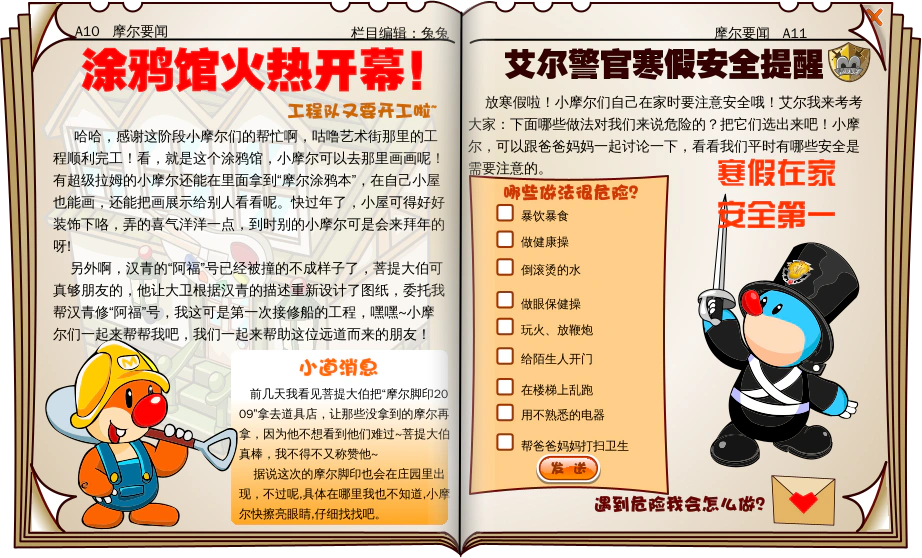 A10 摩尔要闻
栏目编辑：兔兔
涂鸦馆火热开幕！
工程队又要开工啦~
哈哈，感谢这阶段小摩尔们的帮忙啊，咕噜艺术街那里的工
程顺利完工！看，就是这个涂鸦馆，小摩尔可以去那里画画呢！
有超级拉姆的小摩尔还能在里面拿到“摩尔涂鸦本”，在自己小屋
也能画，还能把画展示给别人看看呢。快过年了，小屋可得好好
装饰下咯，弄的喜气洋洋一点，到时别的小摩尔可是会来拜年的
呀!
另外啊，汉青的“阿福”号已经被撞的不成样子了，菩提大伯可
真够朋友的，他让大卫根据汉青的描述重新设计了图纸，委托我
帮汉青修“阿福”号，我这可是第一次接修船的工程，嘿嘿~小摩
尔们一起来帮帮我吧，我们一起来帮助这位远道而来的朋友！
小道消息
前几天我看见菩提大伯把“摩尔脚印20
09”拿去道具店，让那些没拿到的摩尔再
拿，因为他不想看到他们难过~菩提大伯
真棒，我不得不又称赞他~
据说这次的摩尔脚印也会在庄园里出
现，不过呢,具体在哪里我也不知道,小摩
尔快擦亮眼睛,仔细找找吧。
摩尔要闻 A11
艾尔警官寒假安全提醒
放寒假啦！小摩尔们自己在家时要注意安全哦！艾尔我来考考
大家：下面哪些做法对我们来说危险的？把它们选出来吧！小摩
尔，可以跟爸爸妈妈一起讨论一下，看看我们平时有哪些安全是
需要注意的。
寒假在家
安全第一
哪些做法很危险？
暴饮暴食
做健康操
倒滚烫的水
做眼保健操
玩火、放鞭炮
给陌生人开门
在楼梯上乱跑
用不熟悉的电器
帮爸爸妈妈打扫卫生
发送
遇到危险我会怎么做？